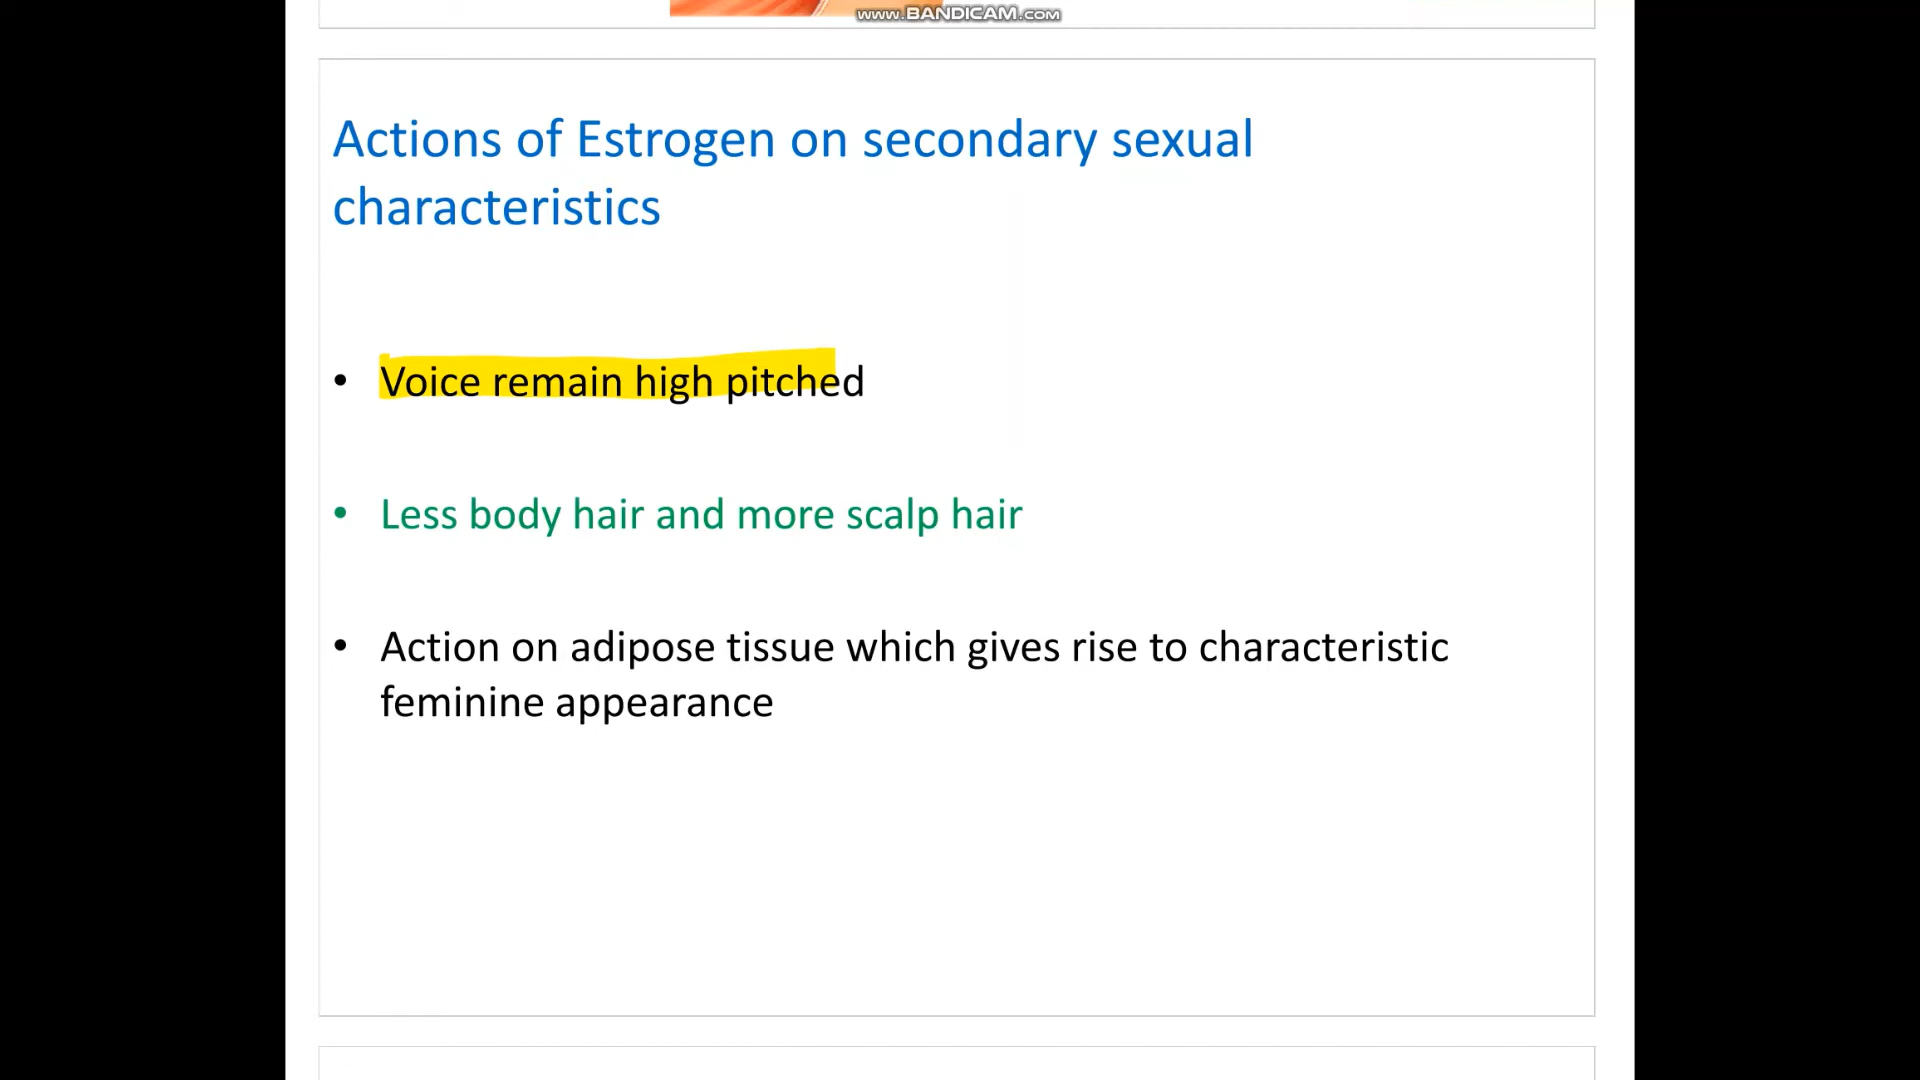 www.BANDICAM.com
Actions of Estrogen on secondary sexual
characteristics
• Voice remain high pitched
• Less body hair and more scalp hair
• Action on adipose tissue which gives rise to characteristic
feminine appearance